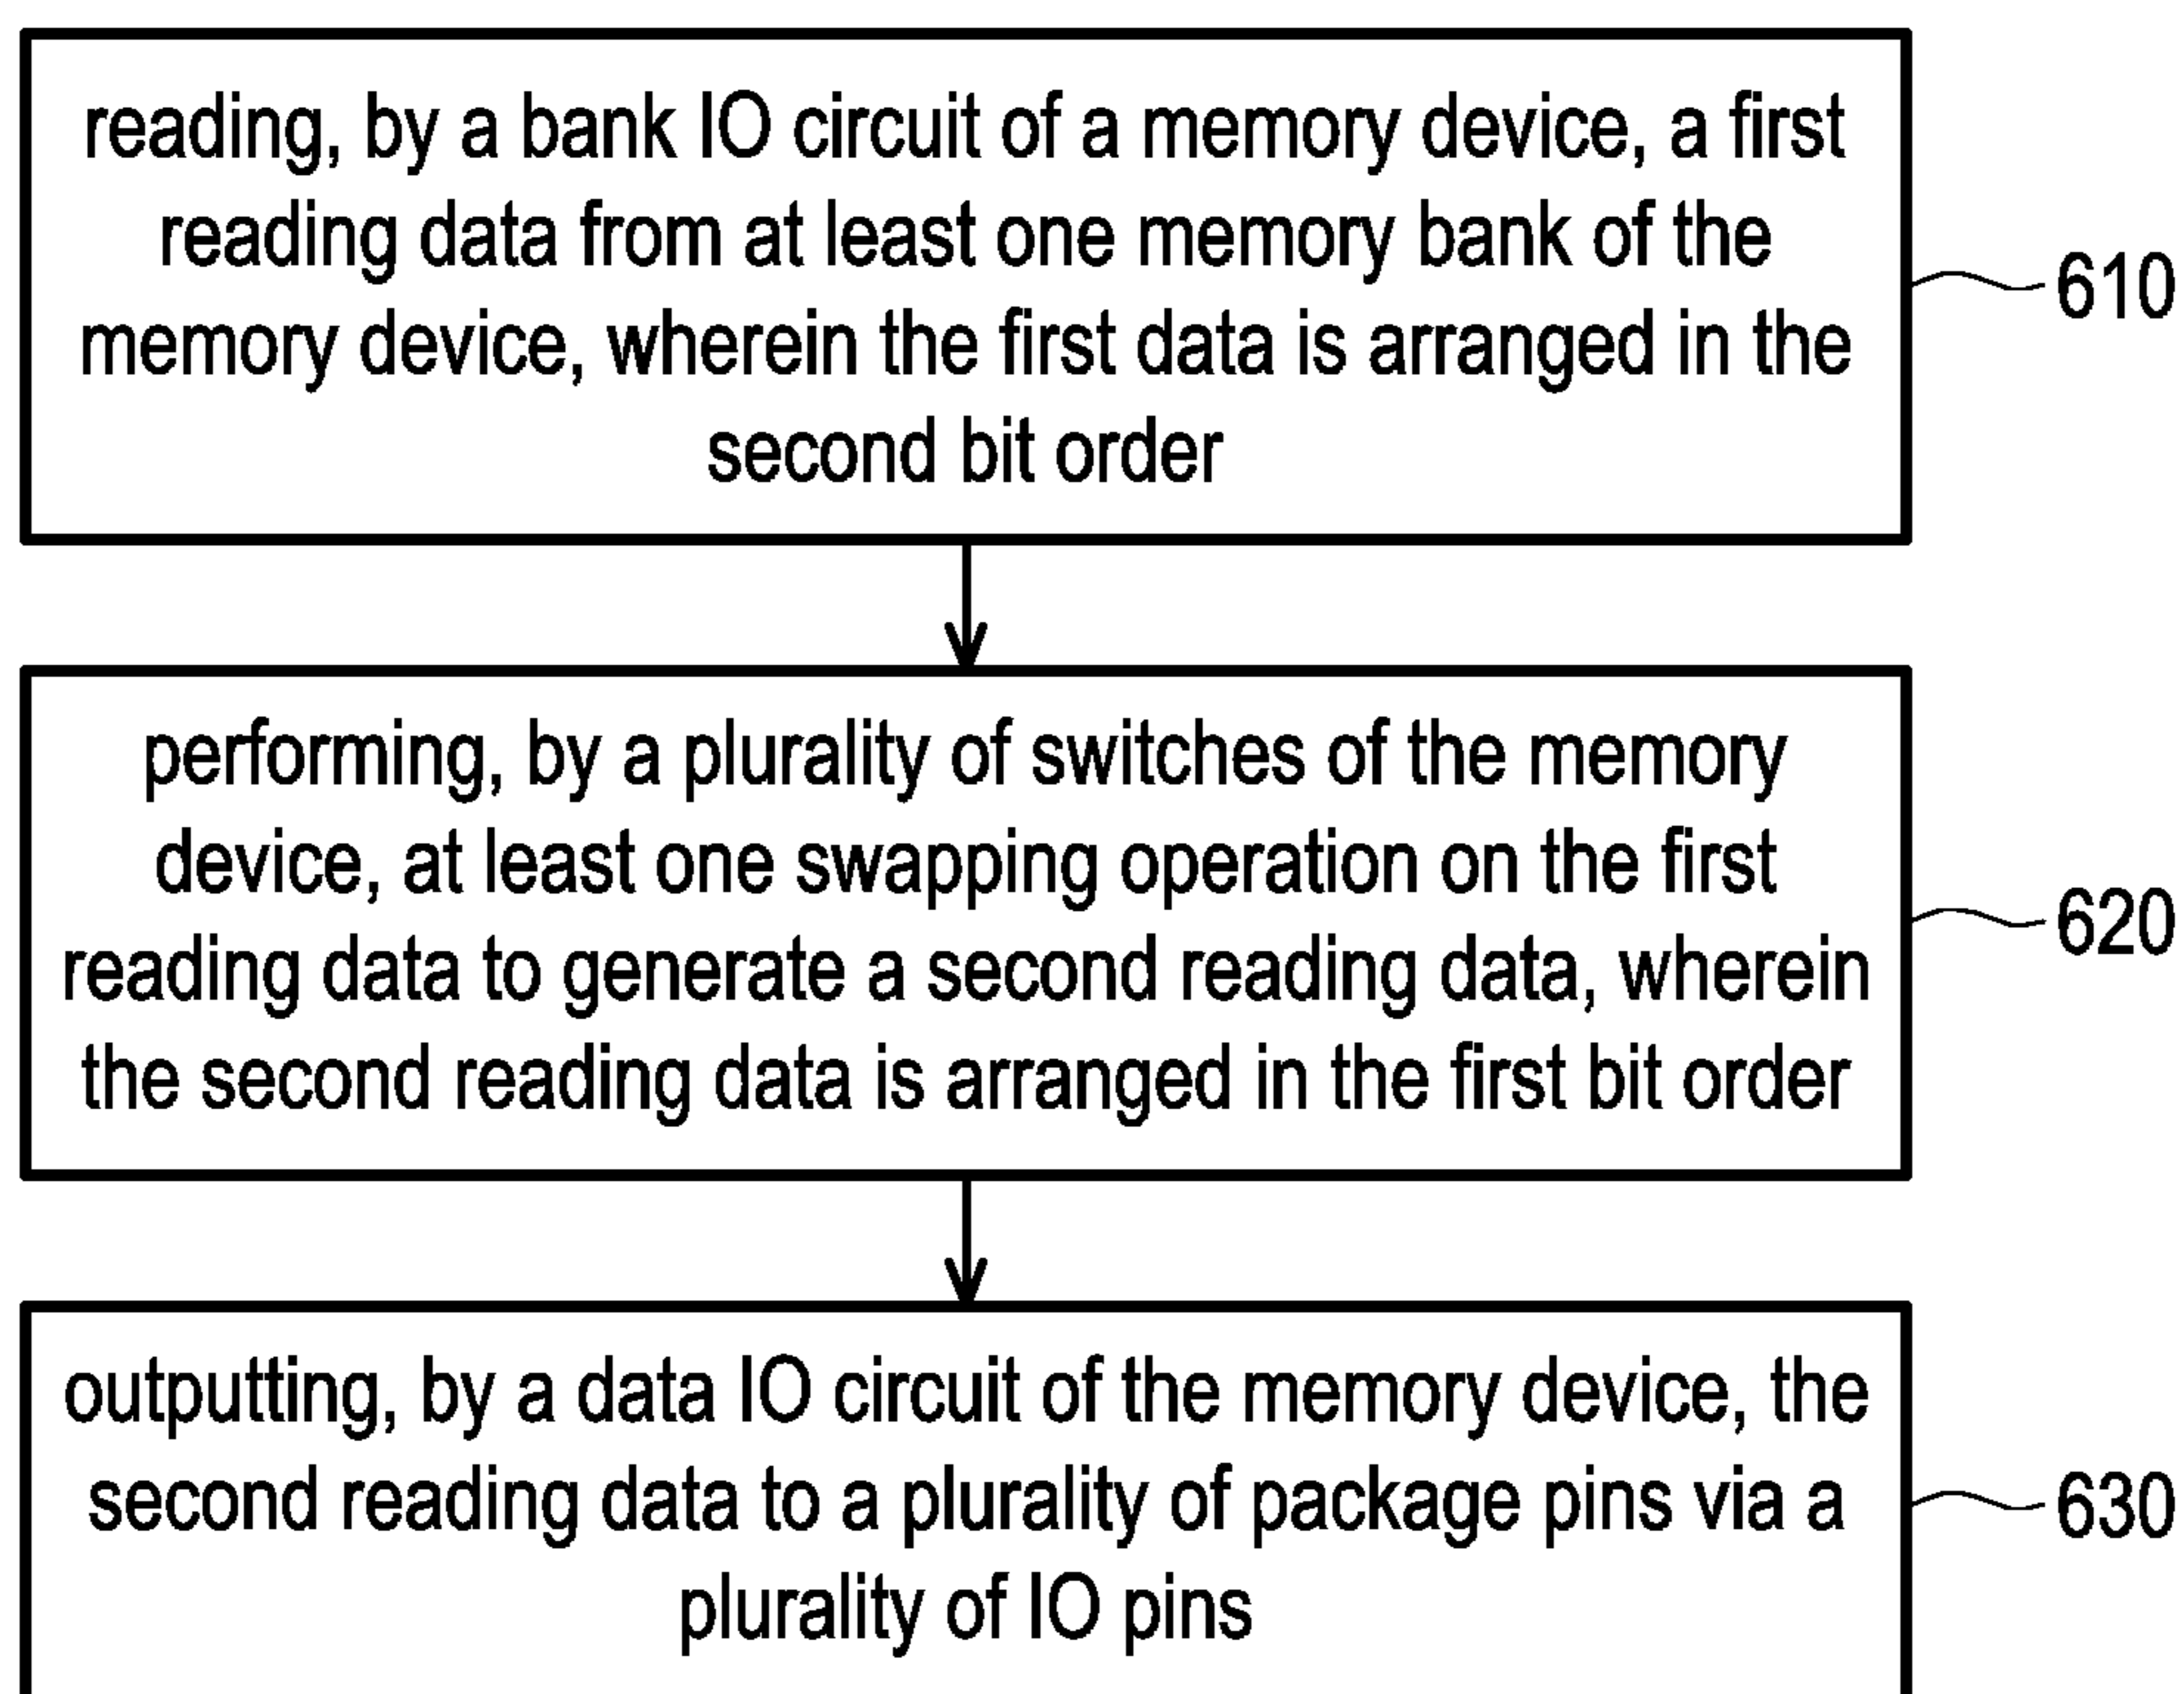 reading, by a bank IO circuit of a memory device, a first
reading data from at least one memory bank of the
memory device, wherein the first data is arranged in the
second bit order
610
performing, by a plurality of switches of the memory
device, at least one swapping operation on the first
reading data to generate a second reading data, wherein
the second reading data is arranged in the first bit order
620
outputting, by a data IO circuit of the memory device, the
second reading data to a plurality of package pins via a
plurality of IO pins
630